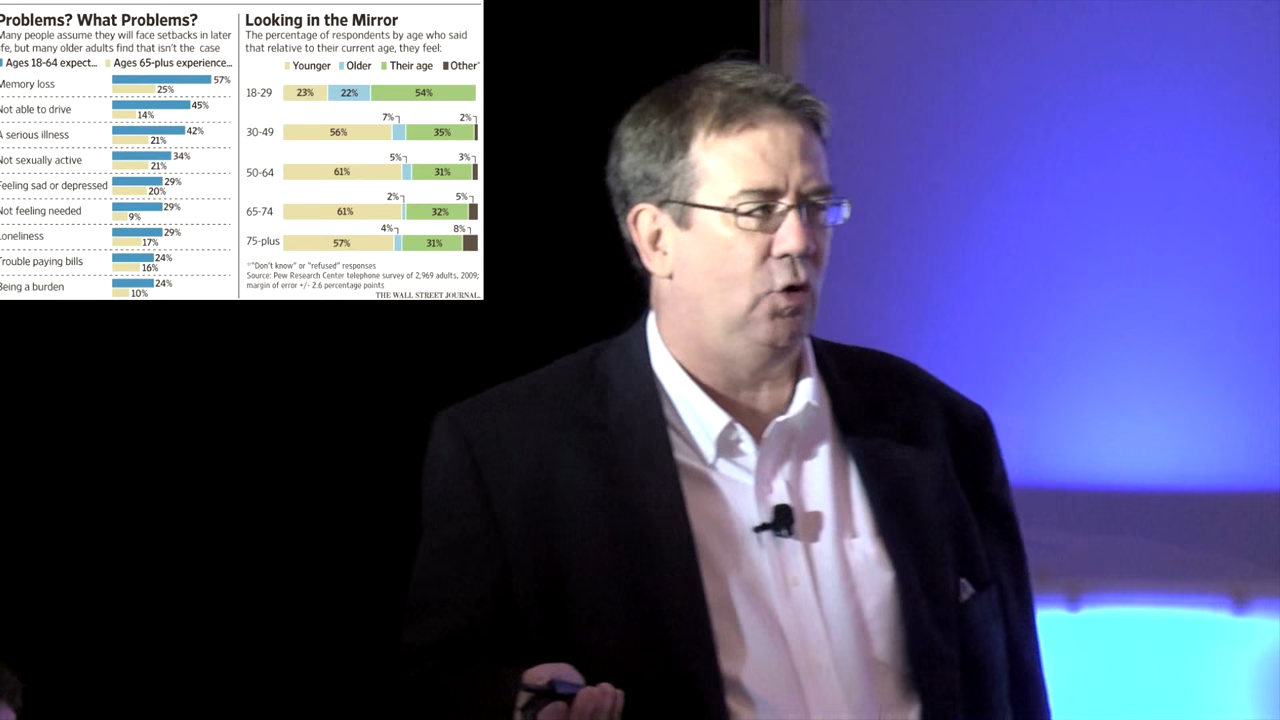 Problems? What Problems?
Many people assume they will face setbacks in later
fe, but many older adults find that isn't the case
Ages 18-64 expect... Ages 65-plus experience...
Memory loss 57%
25%
Not able to drive 45%
14%
A serious illness 42%
21%
Not sexually active 34%
21%
Feeling sad or depressed 29%
20%
Not feeling needed 29%
9%
Loneliness 29%
17%
Trouble paying bills 24%
16%
Being a burden 24%
10%
Looking in the Mirror
The percentage of respondents by age who said
that relative to their current age, they feel:
Younger Older Their age Other*
18-29 23% 22% 54%
7% 2%
30-49 56% 35%
5% 3%
50-64 61% 31%
2% 5%
65-74 61% 32%
4% 8%
75-plus 57% 31%
*"Don't know" or "refused" responses
Source: Pew Research Center telephone survey of 2,969 adults, 2009;
margin of error +/- 2.6 percentage points
THE WALL STREET JOURNAL.